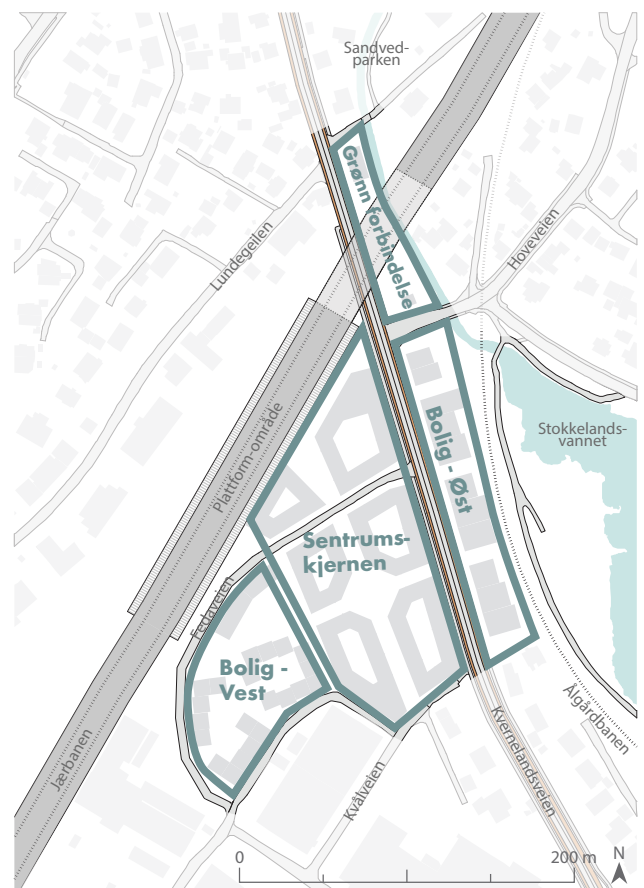 Sandved-
parken
Grønn forbindelse
Lundegeilen
Hoveveien
Plattform-område
Stokkelands-
vannet
Bolig - Øst
Sentrums-
kjernen
Fedaveien
Bolig -
Vest
Jærbanen
Kvålveien
Kvernelandsveien
Ålgårdbanen
0
200 m
N